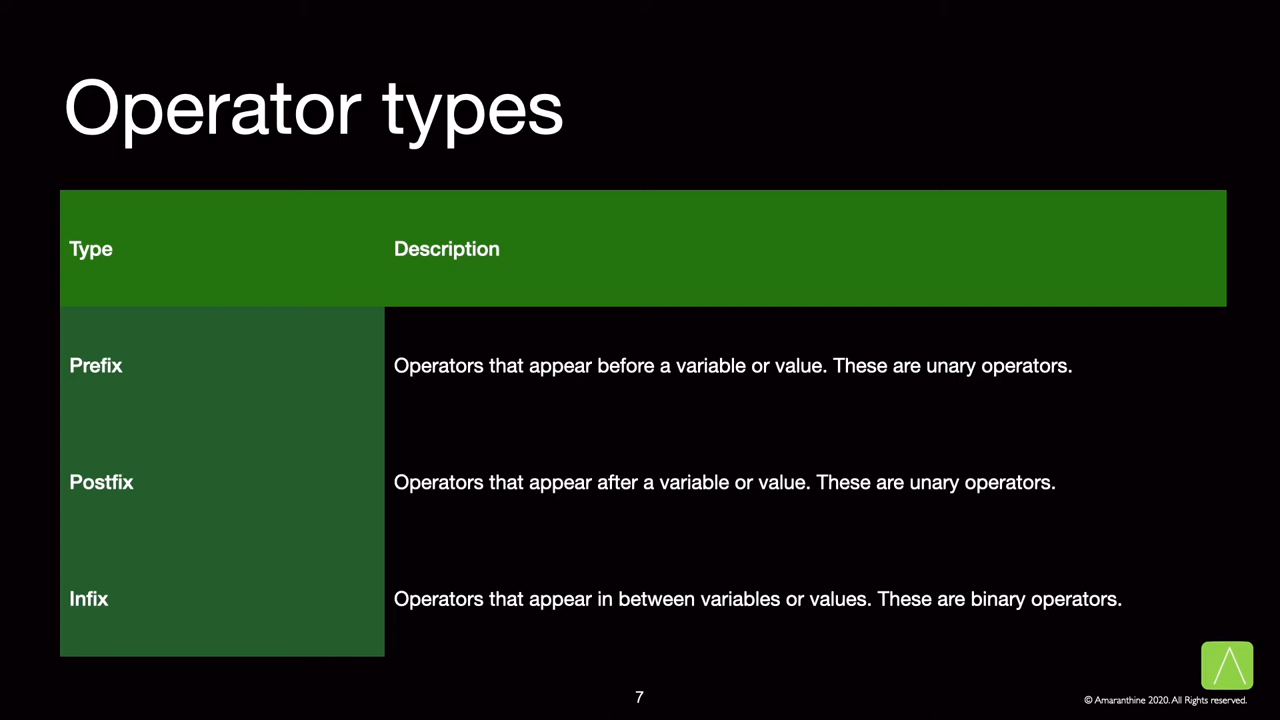 Operator types
Type
Description
Prefix
Operators that appear before a variable or value. These are unary operators.
Postfix
Operators that appear after a variable or value. These are unary operators.
Infix
Operators that appear in between variables or values. These are binary operators.
7
© Amaranthine 2020. All Rights reserved.